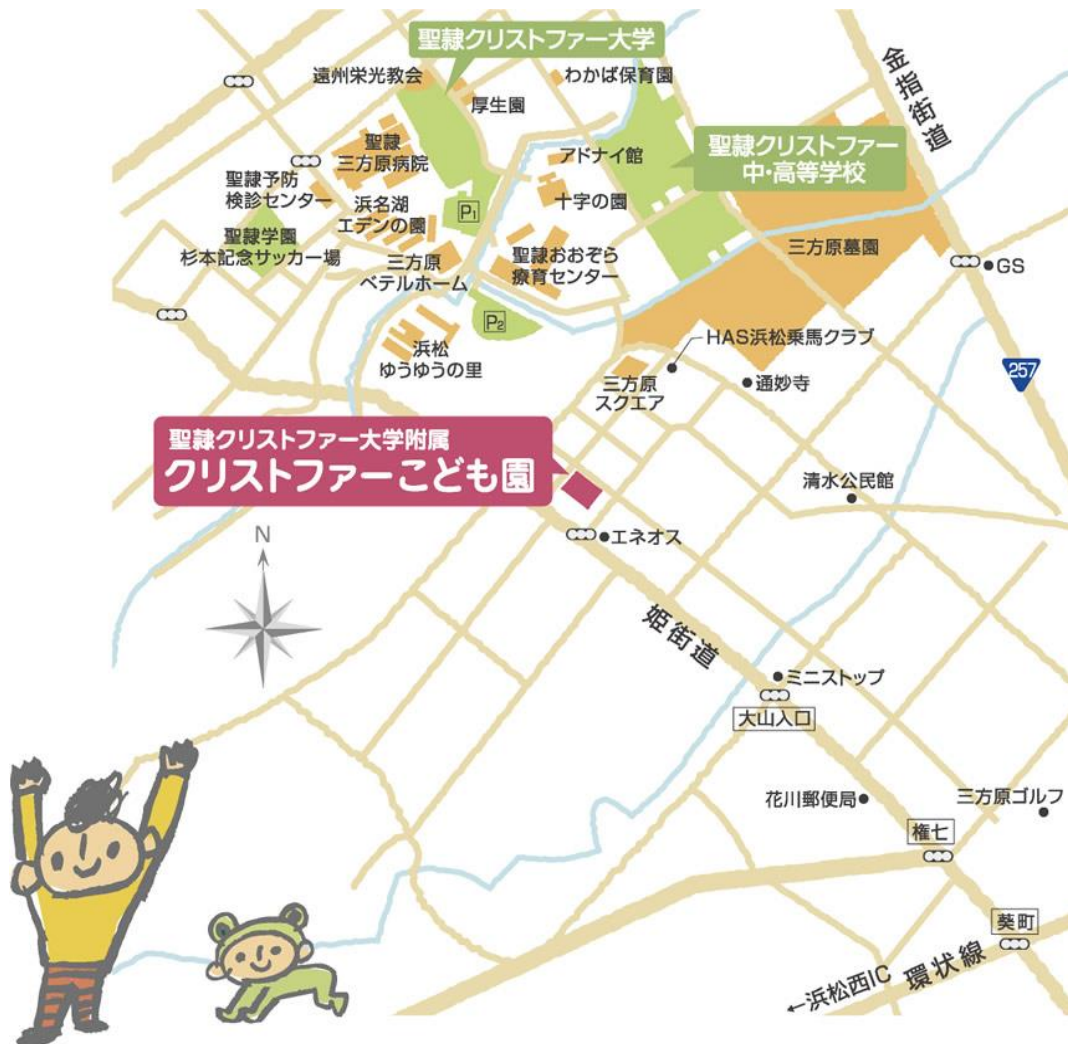 聖隷クリストファー大学
遠州栄光教会
わかば保育園
厚生園
金指街道
聖隷
三方原病院
アドナイ館
聖隷クリストファー
中・高等学校
聖隷予防
検診センター
浜名湖
エデンの園
P1
十字の園
聖隷学園
杉本記念サッカー場
三方原
ベテルホーム
聖隷おおぞら
療育センター
三方原墓園
GS
P2
浜松
ゆうゆうの里
HAS浜松乗馬クラブ
三方原
スクエア
通妙寺
257
聖隷クリストファー大学附属
クリストファーこども園
清水公民館
N
エネオス
姫街道
ミニストップ
大山入口
花川郵便局
三方原ゴルフ
権七
葵町
←浜松西IC
環状線